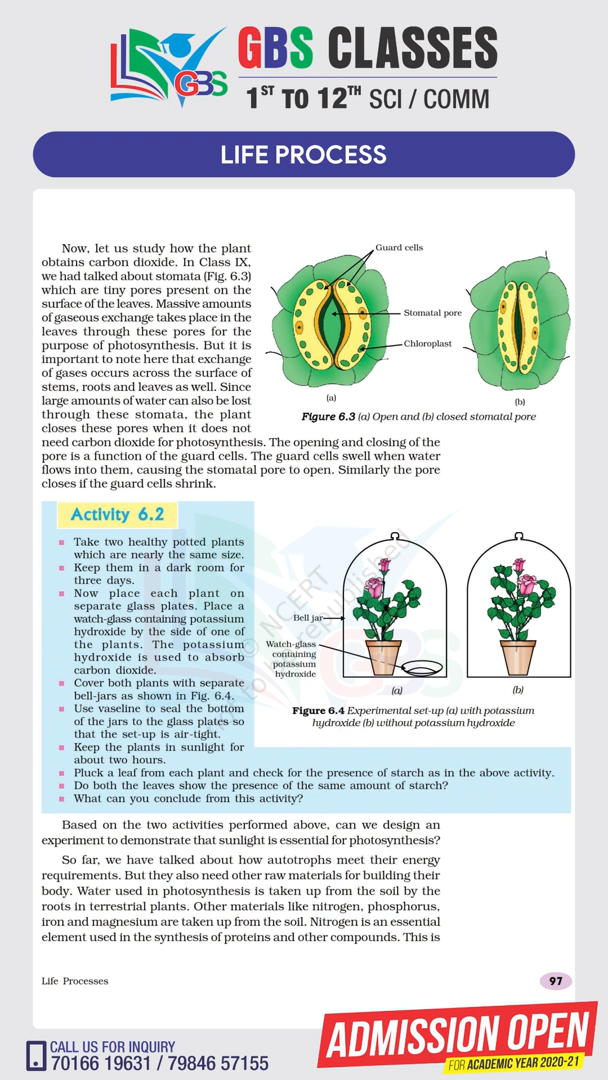 GBS
GBS CLASSES
1ST TO 12TH SCI / COMM
LIFE PROCESS
Now, let us study how the plant
obtains carbon dioxide. In Class IX,
we had talked about stomata (Fig. 6.3)
which are tiny pores present on the
surface of the leaves. Massive amounts
of gaseous exchange takes place in the
leaves through these pores for the
purpose of photosynthesis. But it is
important to note here that exchange
of gases occurs across the surface of
stems, roots and leaves as well. Since
large amounts of water can also be lost
through these stomata, the plant
closes these pores when it does not
need carbon dioxide for photosynthesis. The opening and closing of the
pore is a function of the guard cells. The guard cells swell when water
flows into them, causing the stomatal pore to open. Similarly the pore
closes if the guard cells shrink.
Guard cells
Stomatal pore
Chloroplast
(a)
(b)
Figure 6.3 (a) Open and (b) closed stomatal pore
Activity 6.2
Take two healthy potted plants
which are nearly the same size.
Keep them in a dark room for
three days.
Now place each plant on
separate glass plates. Place a
watch-glass containing potassium
hydroxide by the side of one of
the plants. The potassium
hydroxide is used to absorb
carbon dioxide.
Cover both plants with separate
bell-jars as shown in Fig. 6.4.
Use vaseline to seal the bottom
of the jars to the glass plates so
that the set-up is air-tight.
Keep the plants in sunlight for
about two hours.
Pluck a leaf from each plant and check for the presence of starch as in the above activity.
Do both the leaves show the presence of the same amount of starch?
What can you conclude from this activity?
Bell jar
Watch-glass
containing
potassium
hydroxide
(a)
(b)
Figure 6.4 Experimental set-up (a) with potassium
hydroxide (b) without potassium hydroxide
© NCERT
republished
GBS
Based on the two activities performed above, can we design an
experiment to demonstrate that sunlight is essential for photosynthesis?
So far, we have talked about how autotrophs meet their energy
requirements. But they also need other raw materials for building their
body. Water used in photosynthesis is taken up from the soil by the
roots in terrestrial plants. Other materials like nitrogen, phosphorus,
iron and magnesium are taken up from the soil. Nitrogen is an essential
element used in the synthesis of proteins and other compounds. This is
Life Processes
97
CALL US FOR INQUIRY
70166 19631 / 79846 57155
ADMISSION OPEN
FOR ACADEMIC YEAR 2020-21